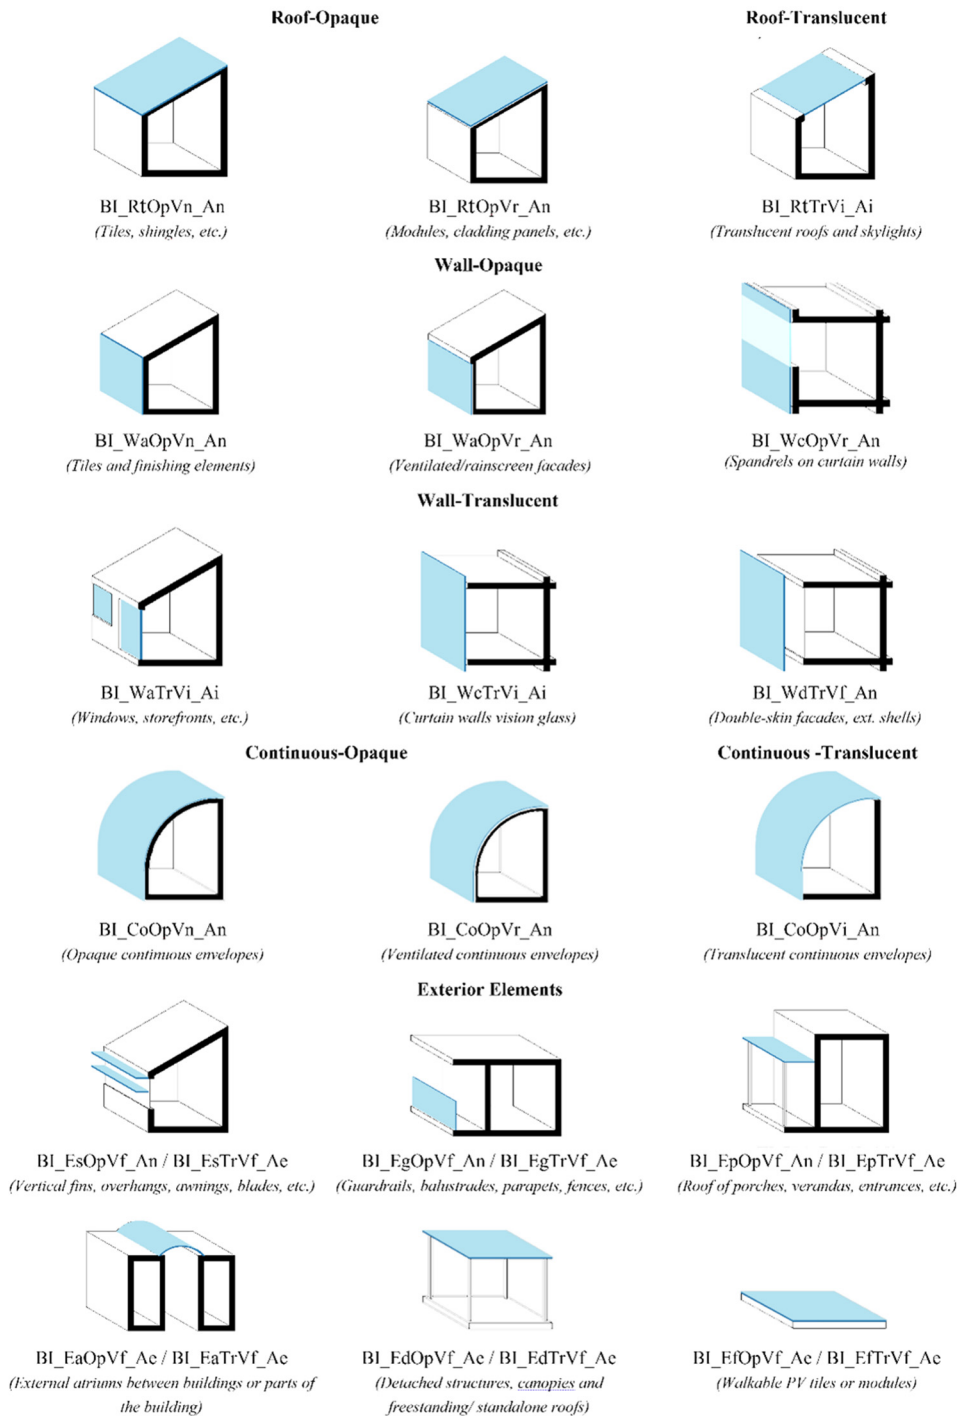 Roof-Opaque
Roof-Translucent
BI_RtOpVn_An
BI_RtOpVr_An
BI_RtTrVi_Ai
(Tiles, shingles, etc.)
(Modules, cladding panels, etc.)
(Translucent roofs and skylights)
Wall-Opaque
BI_WaOpVn_An
BI_WaOpVr_An
BI_WcOpVr_An
(Tiles and finishing elements)
(Ventilated/rainscreen facades)
(Spandrels on curtain walls)
Wall-Translucent
BI_WaTrVi_Ai
BI_WcTrVi_Ai
BI_WdTrVf_An
(Windows, storefronts, etc.)
(Curtain walls vision glass)
(Double-skin facades, ext. shells)
Continuous-Opaque
Continuous -Translucent
BI_CoOpVn_An
BI_CoOpVr_An
BI_CoOpVi_An
(Opaque continuous envelopes)
(Ventilated continuous envelopes)
(Translucent continuous envelopes)
Exterior Elements
BI_EsOpVf_An / BI_EsTrVf_Ae
BI_EgOpVf_An / BI_EgTrVf_Ae
BI_EpOpVf_An / BI_EpTrVf_Ae
(Vertical fins, overhangs, awnings, blades, etc.)
(Guardrails, balustrades, parapets, fences, etc.)
(Roof of porches, verandas, entrances, etc.)
BI_EaOpVf_Ae / BI_EaTrVf_Ae
BI_EdOpVf_Ae / BI_EdTrVf_Ae
BI_EfOpVf_Ae / BI_EfTrVf_Ae
(External atriums between buildings or parts of
the building)
(Detached structures, canopies and
freestanding/ standalone roofs)
(Walkable PV tiles or modules)